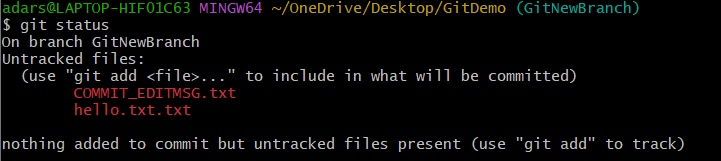 adars@LAPTOP-HIFO1C63 MINGW64 ~/OneDrive/Desktop/GitDemo (GitNewBranch)
$ git status
On branch GitNewBranch
Untracked files:
  (use "git add <file>..." to include in what will be committed)
        COMMIT_EDITMSG.txt
        hello.txt.txt

nothing added to commit but untracked files present (use "git add" to track)